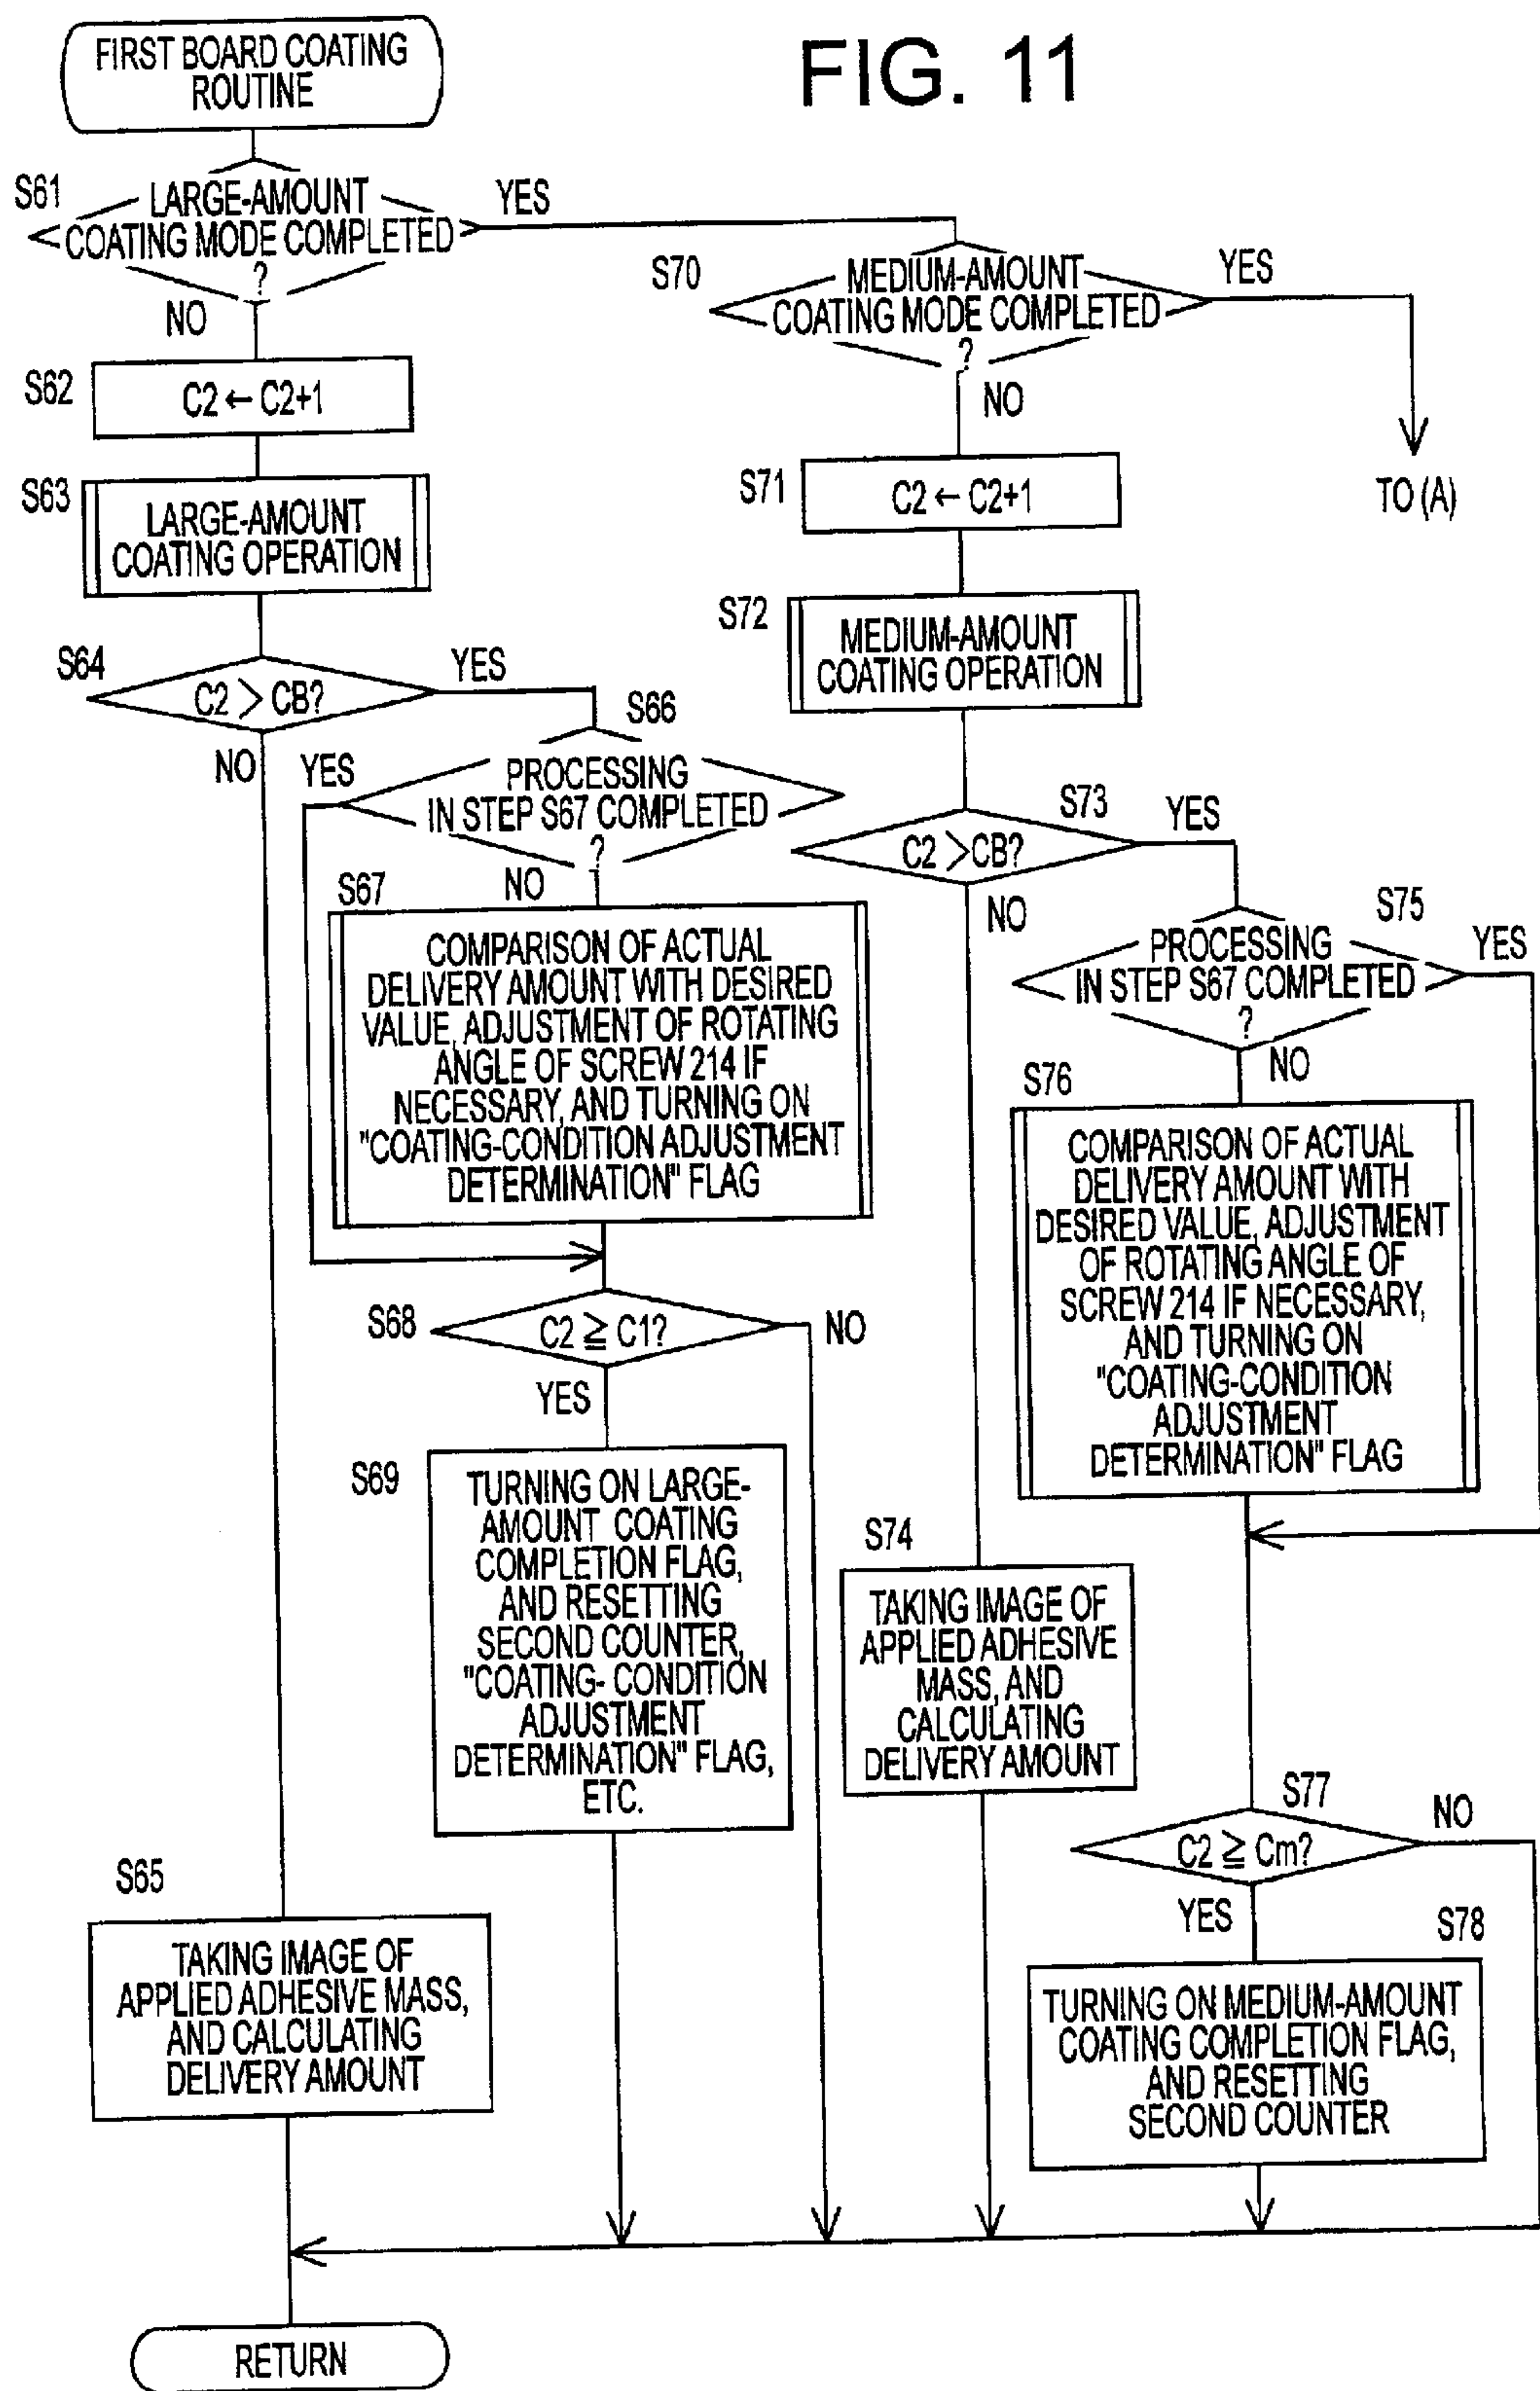 FIG. 11
FIRST BOARD COATING
ROUTINE
S61
LARGE-AMOUNT
COATING MODE COMPLETED
?
YES
NO
S62
C2 ← C2+1
S63
LARGE-AMOUNT
COATING OPERATION
S64
C2 > CB?
YES
NO
S66
PROCESSING
IN STEP S67 COMPLETED
?
YES
NO
S67
COMPARISON OF ACTUAL
DELIVERY AMOUNT WITH DESIRED
VALUE, ADJUSTMENT OF ROTATING
ANGLE OF SCREW 214 IF
NECESSARY, AND TURNING ON
"COATING-CONDITION ADJUSTMENT
DETERMINATION" FLAG
S68
C2 ≧ C1?
NO
YES
S69
TURNING ON LARGE-
AMOUNT COATING
COMPLETION FLAG,
AND RESETTING
SECOND COUNTER,
"COATING- CONDITION
ADJUSTMENT
DETERMINATION" FLAG,
ETC.
S65
TAKING IMAGE OF
APPLIED ADHESIVE MASS,
AND CALCULATING
DELIVERY AMOUNT
S70
MEDIUM-AMOUNT
COATING MODE COMPLETED
?
YES
NO
TO (A)
S71
C2 ← C2+1
S72
MEDIUM-AMOUNT
COATING OPERATION
S73
C2 >CB?
YES
NO
S75
PROCESSING
IN STEP S67 COMPLETED
?
YES
NO
S76
COMPARISON OF ACTUAL
DELIVERY AMOUNT WITH
DESIRED VALUE, ADJUSTMENT
OF ROTATING ANGLE OF
SCREW 214 IF NECESSARY,
AND TURNING ON
"COATING-CONDITION
ADJUSTMENT
DETERMINATION" FLAG
S74
TAKING IMAGE OF
APPLIED ADHESIVE
MASS, AND
CALCULATING
DELIVERY AMOUNT
S77
C2 ≧ Cm?
NO
YES
S78
TURNING ON MEDIUM-AMOUNT
COATING COMPLETION FLAG,
AND RESETTING
SECOND COUNTER
RETURN